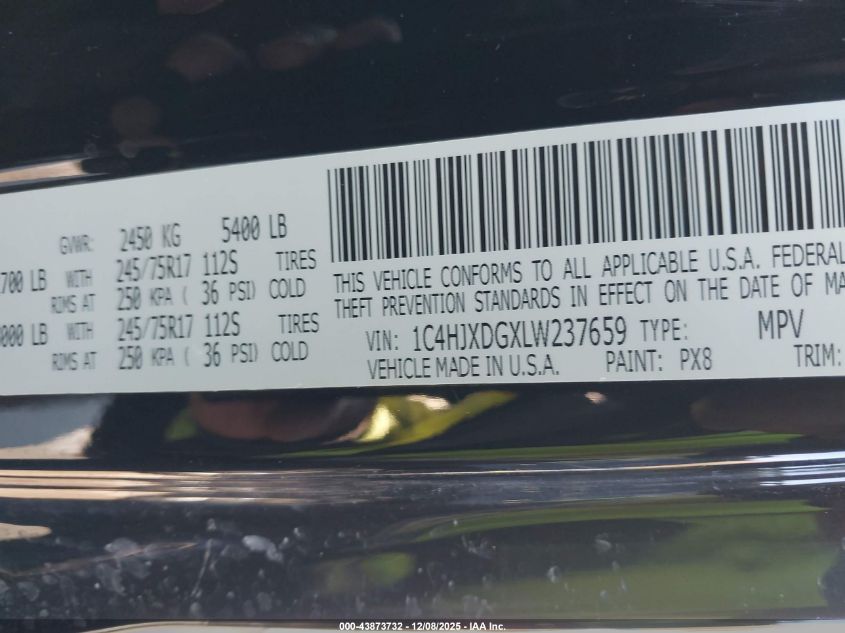 GVWR: 2450 KG 5400 LB
700 LB WITH 245/75R17 112S TIRES
RIMS AT 250 KPA ( 36 PSI) COLD
000 LB WITH 245/75R17 112S TIRES
RIMS AT 250 KPA ( 36 PSI) COLD
THIS VEHICLE CONFORMS TO ALL APPLICABLE U.S.A. FEDERAL
THEFT PREVENTION STANDARDS IN EFFECT ON THE DATE OF MA
VIN: 1C4HJXDGXLW237659 TYPE: MPV
VEHICLE MADE IN U.S.A. PAINT: PX8 TRIM:
000-43873732 - 12/08/2025 - IAA Inc.